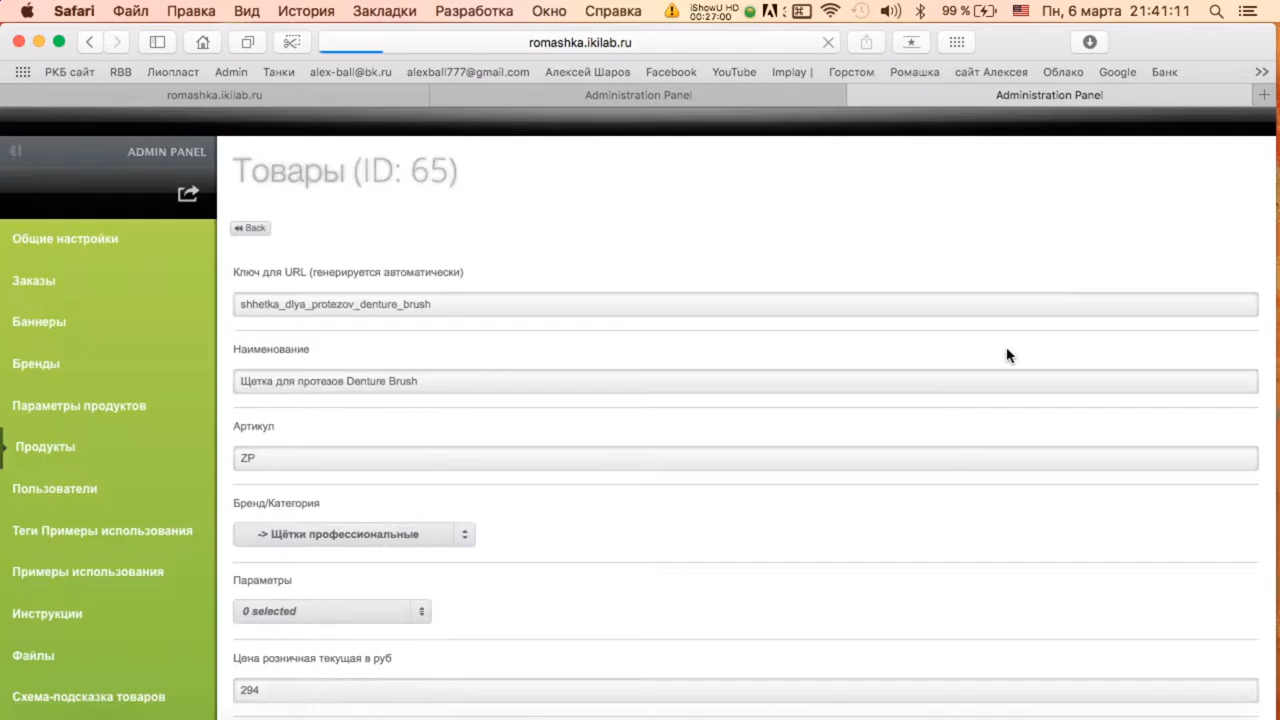 Safari Файл Правка Вид История Закладки Разработка Окно Справка iShowU HD 00:27:00 99 % Пн, 6 марта 21:41:11
romashka.ikilab.ru
РКБ сайт RBB Лиопласт Admin Танки alex-ball@bk.ru alexball777@gmail.com Алексей Шаров Facebook YouTube Implay | Горстом Ромашка сайт Алексея Облако Google Банк
romashka.ikilab.ru Administration Panel Administration Panel
ADMIN PANEL
Общие настройки
Заказы
Баннеры
Бренды
Параметры продуктов
Продукты
Пользователи
Теги Примеры использования
Примеры использования
Инструкции
Файлы
Схема-подсказка товаров
Товары (ID: 65)
Back
Ключ для URL (генерируется автоматически)
shhetka_dlya_protezov_denture_brush
Наименование
Щетка для протезов Denture Brush
Артикул
ZP
Бренд/Категория
-> Щётки профессиональные
Параметры
0 selected
Цена розничная текущая в руб
294